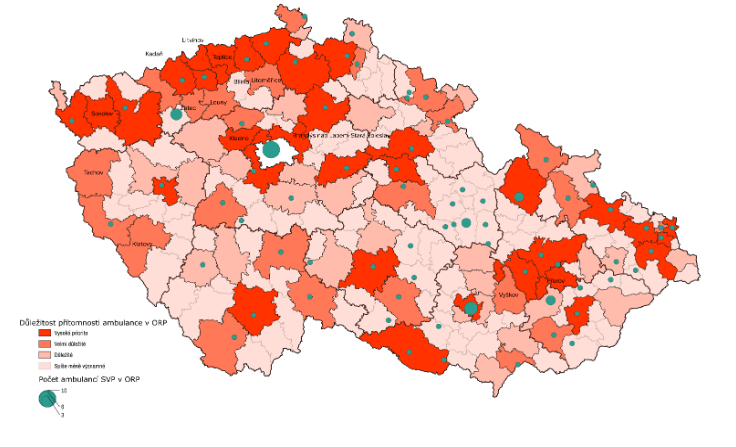 Litvínov
Kadaň
Teplice
Bílina
Litoměřice
Sokolov
Louny
Žatec
Kladno
Brandýs nad Labem-Stará Boleslav
Tachov
Klatovy
Přerov
Vyškov
Důležitost přítomnosti ambulance v ORP
Vysoká priorita
Velmi důležité
Důležité
Spíše méně významné
Počet ambulancí SVP v ORP
10
6
3